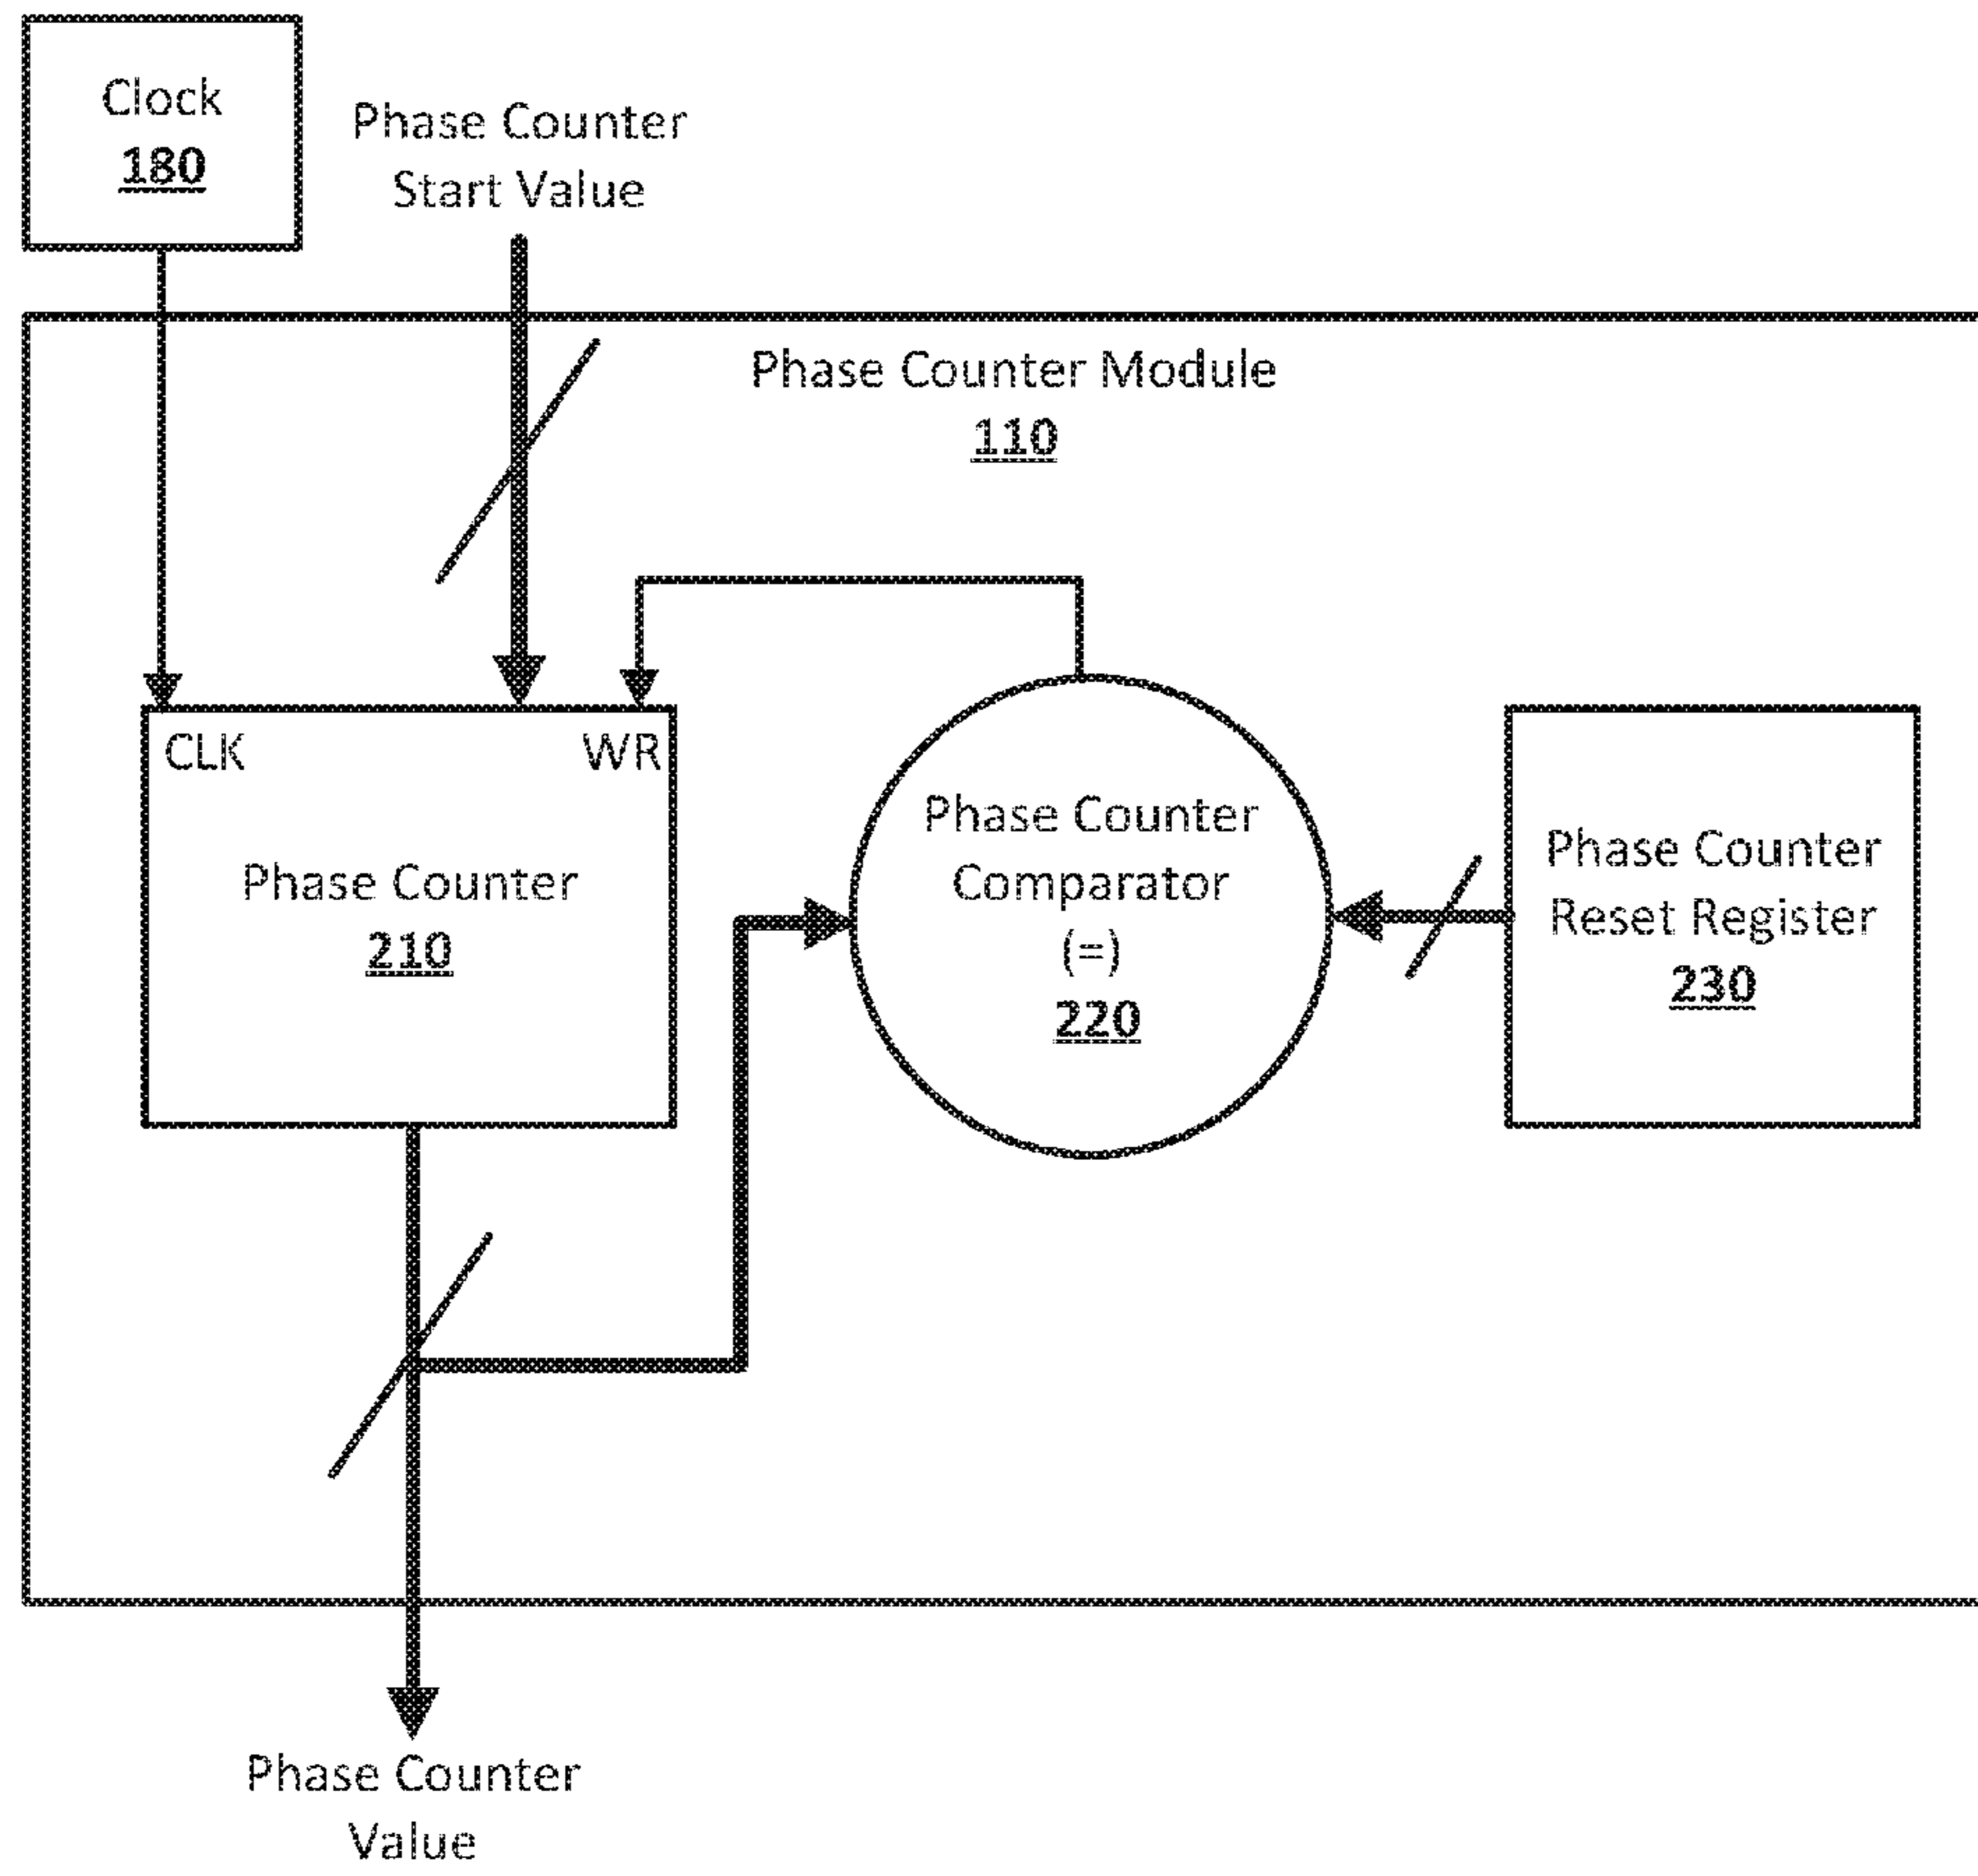 Clock
180
Phase Counter
Start Value
Phase Counter Module
110
CLK
WR
Phase Counter
210
Phase Counter
Comparator
(=)
220
Phase Counter
Reset Register
230
Phase Counter
Value